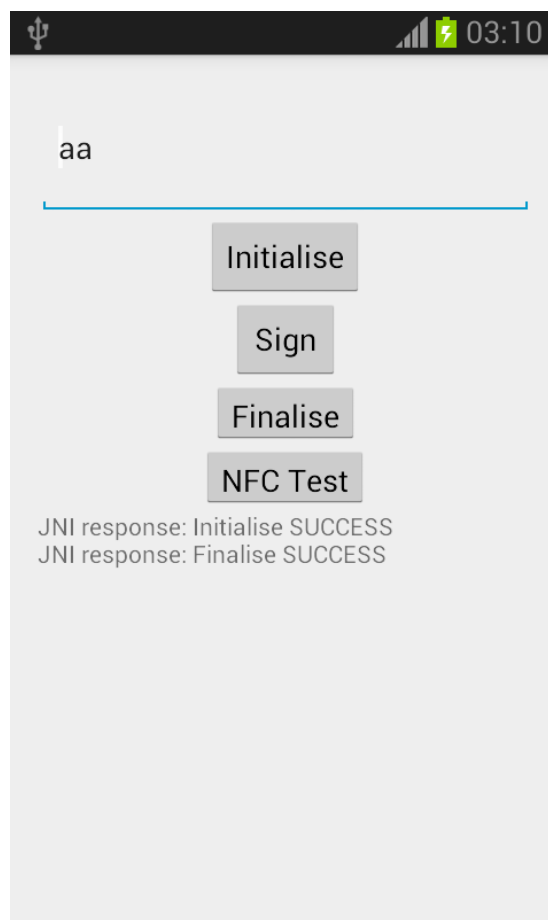 03:10
aa
Initialise
Sign
Finalise
NFC Test
JNI response: Initialise SUCCESS
JNI response: Finalise SUCCESS